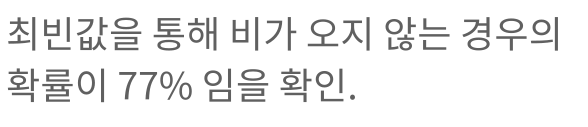 최빈값을 통해 비가 오지 않는 경우의
확률이 77% 임을 확인.